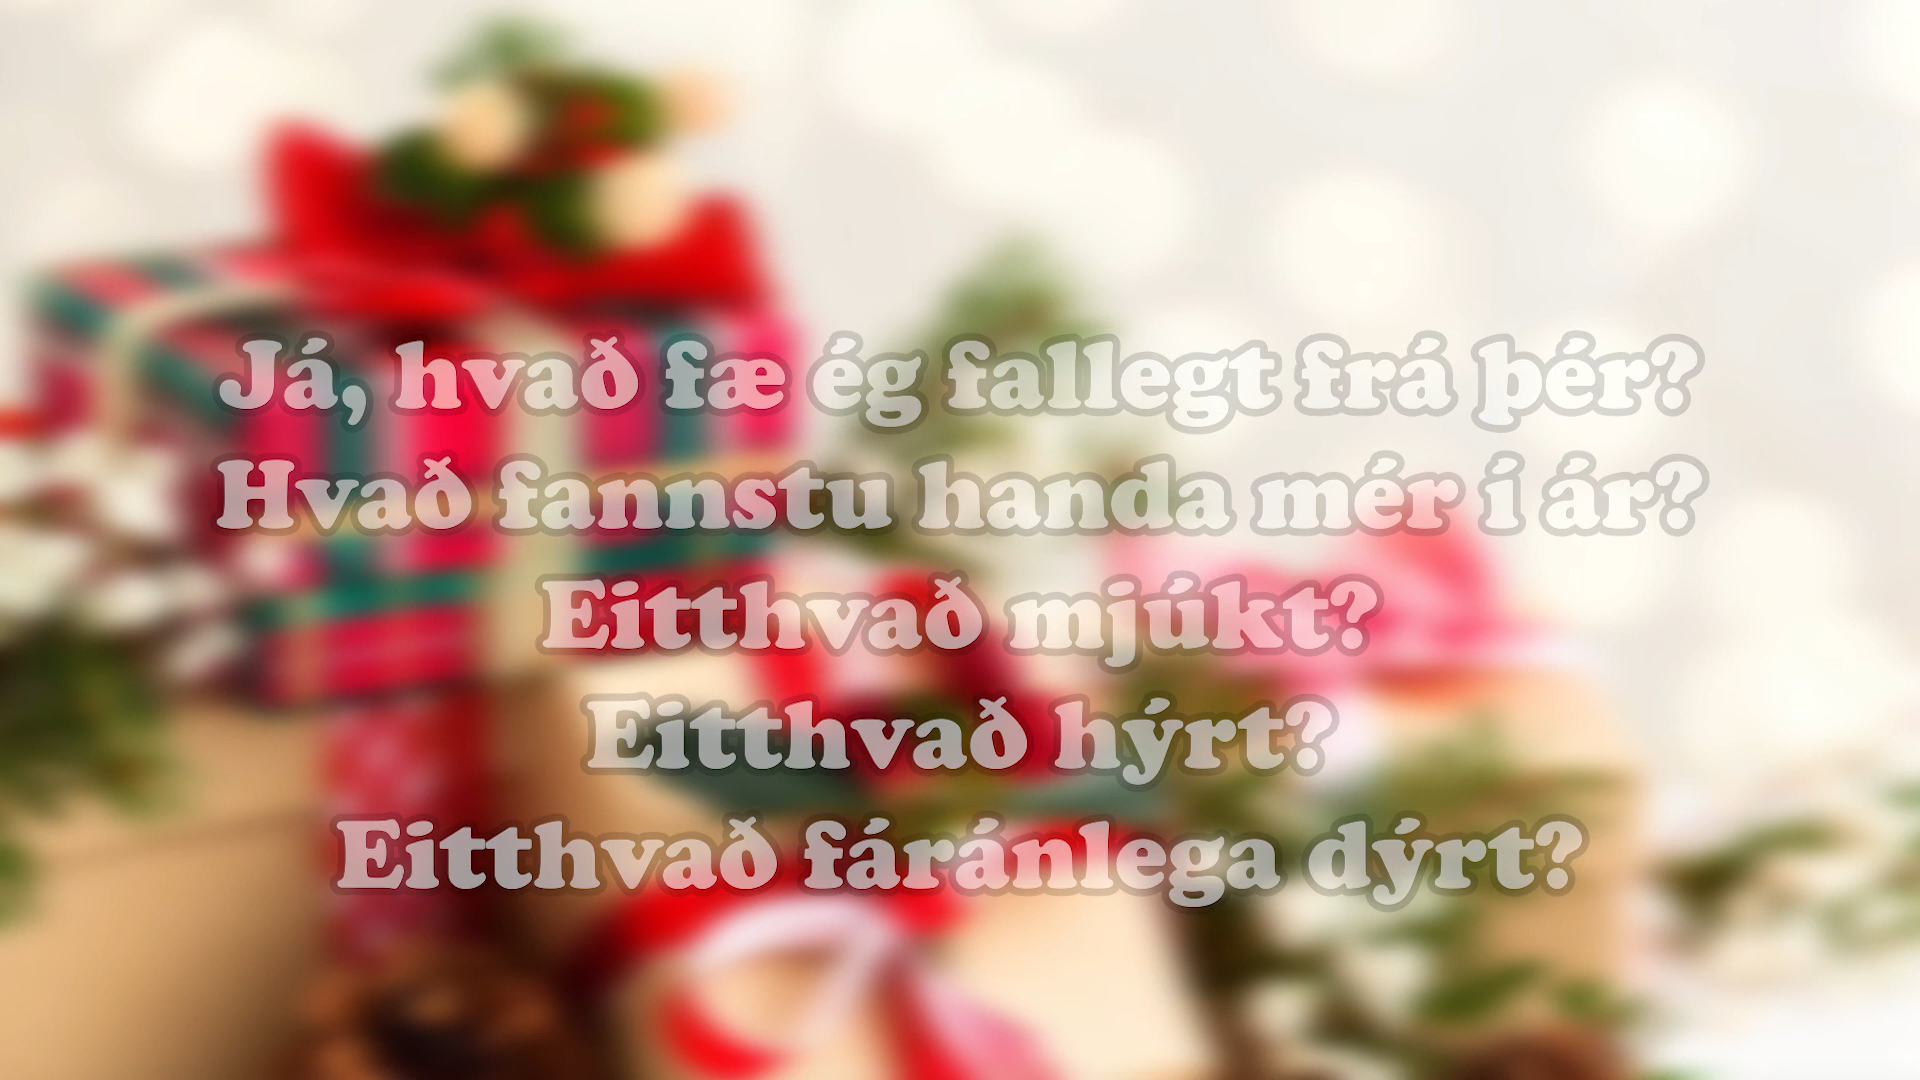 Já, hvað fæ ég fallegt frá þér?
Hvað fannstu handa mér í ár?
Eitthvað mjúkt?
Eitthvað hýrt?
Eitthvað fáránlega dýrt?